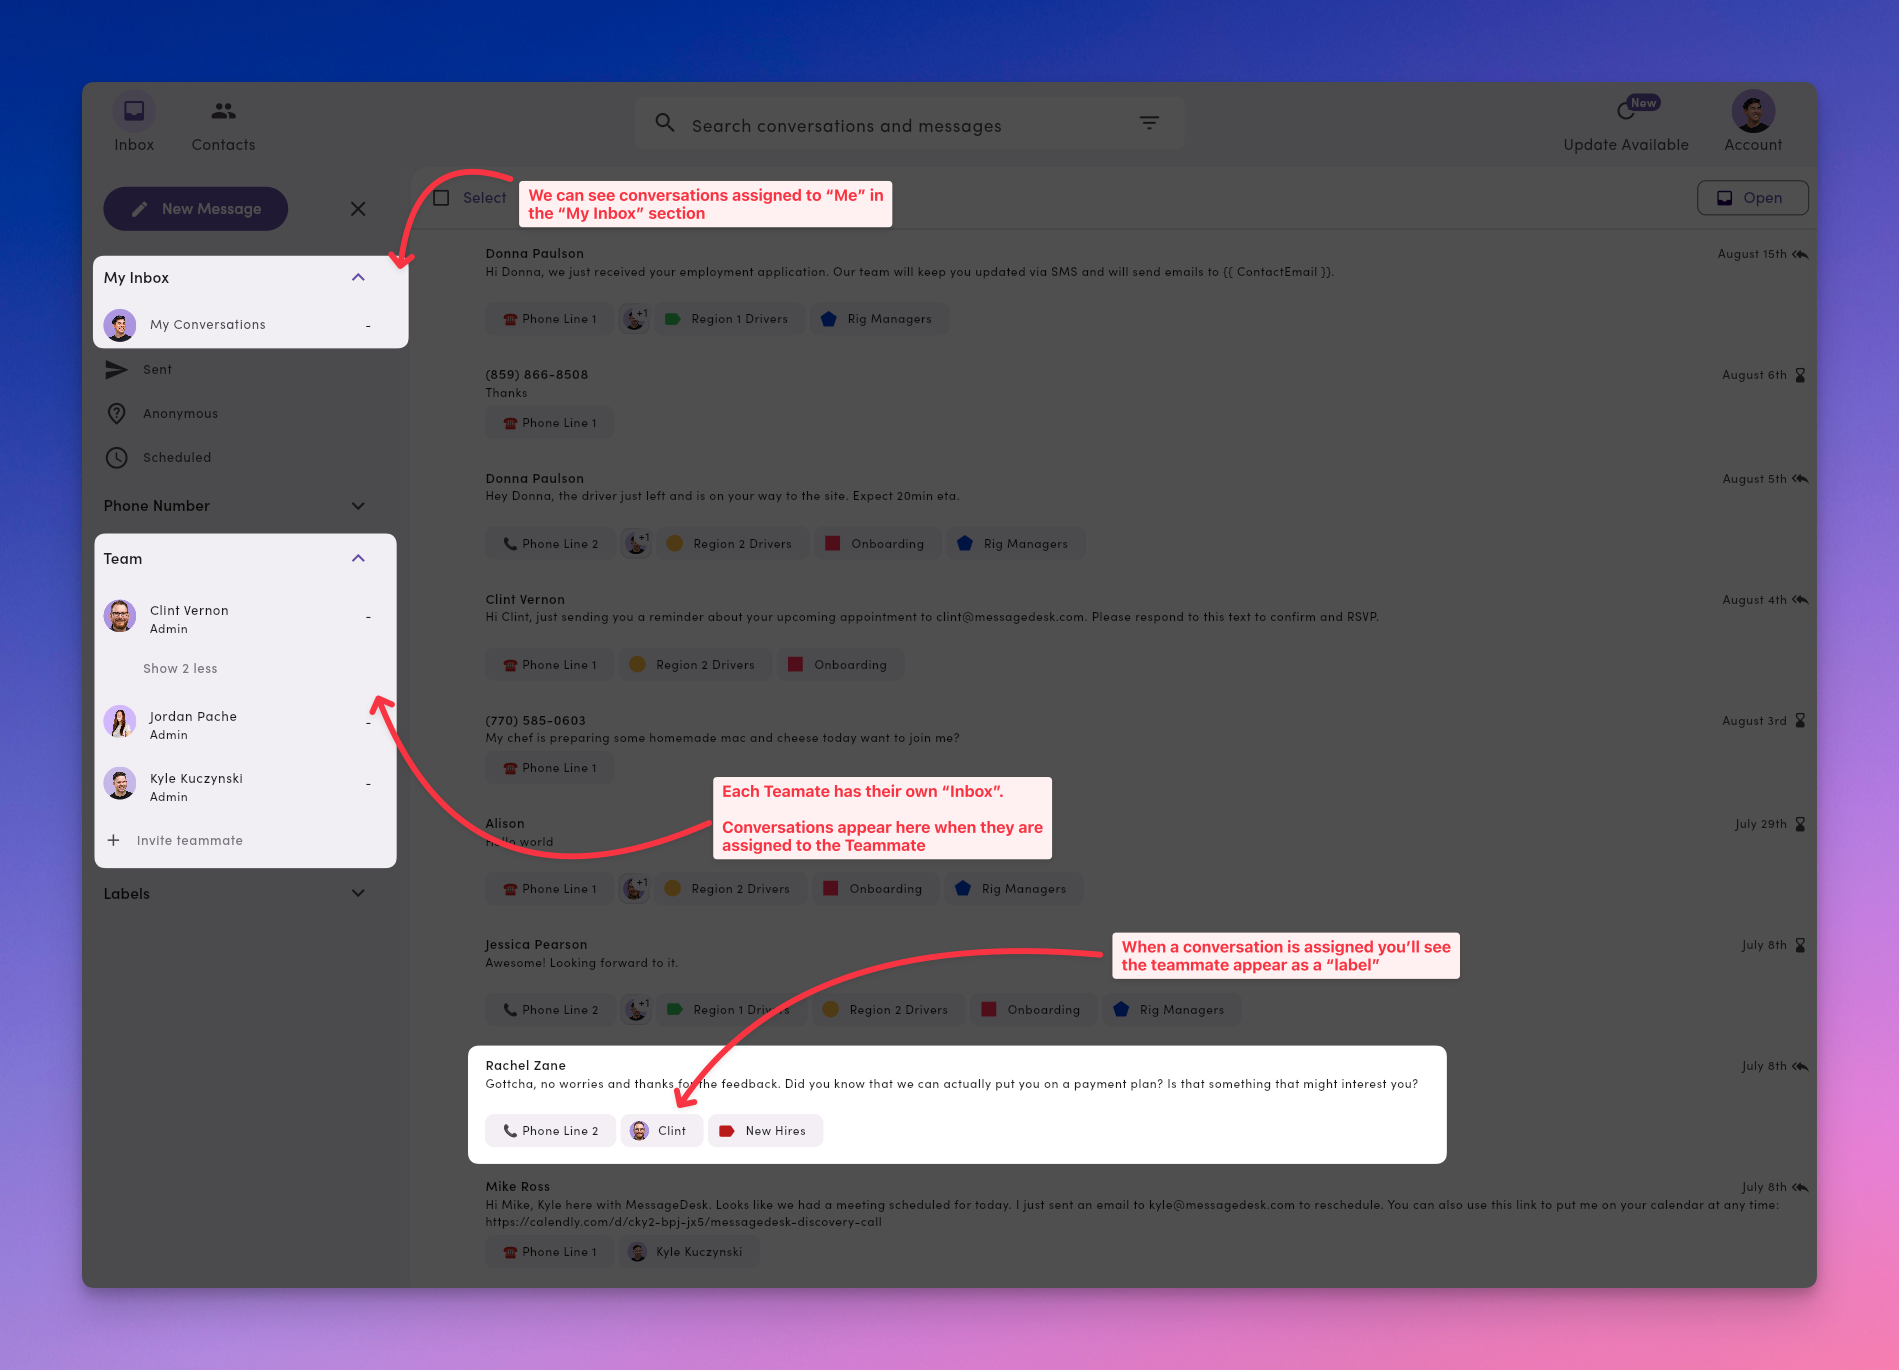 Inbox
Contacts
Search conversations and messages
New
Update Available
Account
New Message
Select
We can see conversations assigned to “Me” in
the “My Inbox” section
Open
My Inbox
My Conversations -
Sent
Anonymous
Scheduled
Phone Number
Team
Clint Vernon
Admin
-
Show 2 less
Jordan Pache
Admin
-
Kyle Kuczynski
Admin
-
Invite teammate
Labels
Donna Paulson
August 15th
Hi Donna, we just received your employment application. Our team will keep you updated via SMS and will send emails to {{ ContactEmail }}.
Phone Line 1 +1 Region 1 Drivers Rig Managers
(859) 866-8508
August 6th
Thanks
Phone Line 1
Donna Paulson
August 5th
Hey Donna, the driver just left and is on your way to the site. Expect 20min eta.
Phone Line 2 +1 Region 2 Drivers Onboarding Rig Managers
Clint Vernon
August 4th
Hi Clint, just sending you a reminder about your upcoming appointment to clint@messagedesk.com. Please respond to this text to confirm and RSVP.
Phone Line 1 Region 2 Drivers Onboarding
(770) 585-0603
August 3rd
My chef is preparing some homemade mac and cheese today want to join me?
Phone Line 1
Each Teamate has their own “Inbox”.
Conversations appear here when they are
assigned to the Teammate
Alison
July 29th
Hello world
Phone Line 1 +1 Region 2 Drivers Onboarding Rig Managers
Jessica Pearson
July 8th
Awesome! Looking forward to it.
Phone Line 2 +1 Region 1 Drivers Region 2 Drivers Onboarding Rig Managers
When a conversation is assigned you’ll see
the teammate appear as a “label”
Rachel Zane
July 8th
Gottcha, no worries and thanks for the feedback. Did you know that we can actually put you on a payment plan? Is that something that might interest you?
Phone Line 2 Clint New Hires
Mike Ross
July 8th
Hi Mike, Kyle here with MessageDesk. Looks like we had a meeting scheduled for today. I just sent an email to kyle@messagedesk.com to reschedule. You can also use this link to put me on your calendar at any time:
https://calendly.com/d/cky2-bpj-jx5/messagedesk-discovery-call
Phone Line 1 Kyle Kuczynski